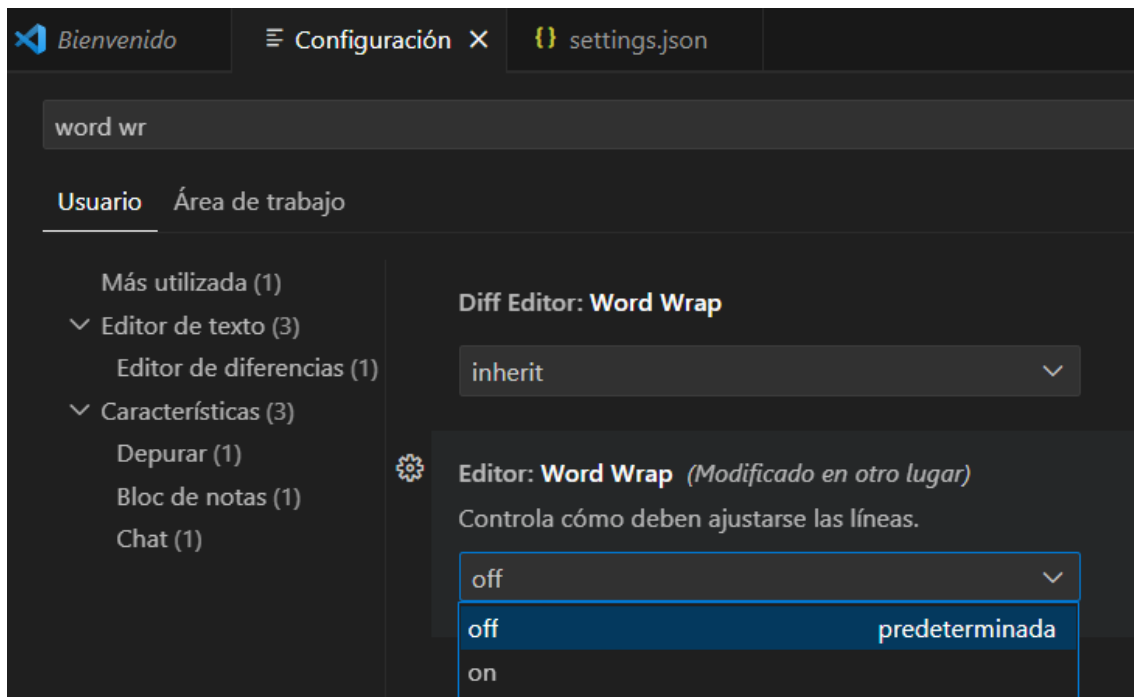 Bienvenido
Configuración
{} settings.json
word wr
Usuario Área de trabajo
Más utilizada (1)
Editor de texto (3)
Editor de diferencias (1)
Características (3)
Depurar (1)
Bloc de notas (1)
Chat (1)
Diff Editor: Word Wrap
inherit
Editor: Word Wrap (Modificado en otro lugar)
Controla cómo deben ajustarse las líneas.
off
off predeterminada
on